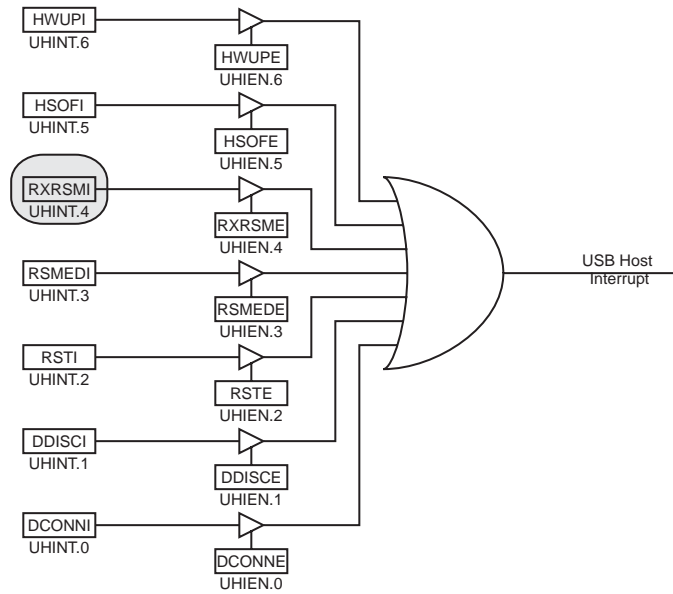 HWUPI
UHINT.6
HWUPE
UHIEN.6
HSOFI
UHINT.5
HSOFE
UHIEN.5
RXRSMI
UHINT.4
RXRSME
UHIEN.4
USB Host
Interrupt
RSMEDI
UHINT.3
RSMEDE
UHIEN.3
RSTI
UHINT.2
RSTE
UHIEN.2
DDISCI
UHINT.1
DDISCE
UHIEN.1
DCONNI
UHINT.0
DCONNE
UHIEN.0